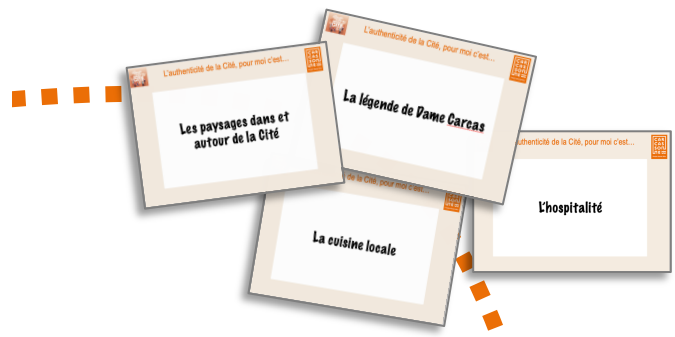 L'authenticité de la Cité, pour moi c'est...
Les paysages dans et
autour de la Cité
L'authenticité de la Cité, pour moi c'est...
La légende de Dame Carcas
de la Cité, pour moi c'est...
La cuisine locale
uthenticité de la Cité, pour moi c'est...
L'hospitalité